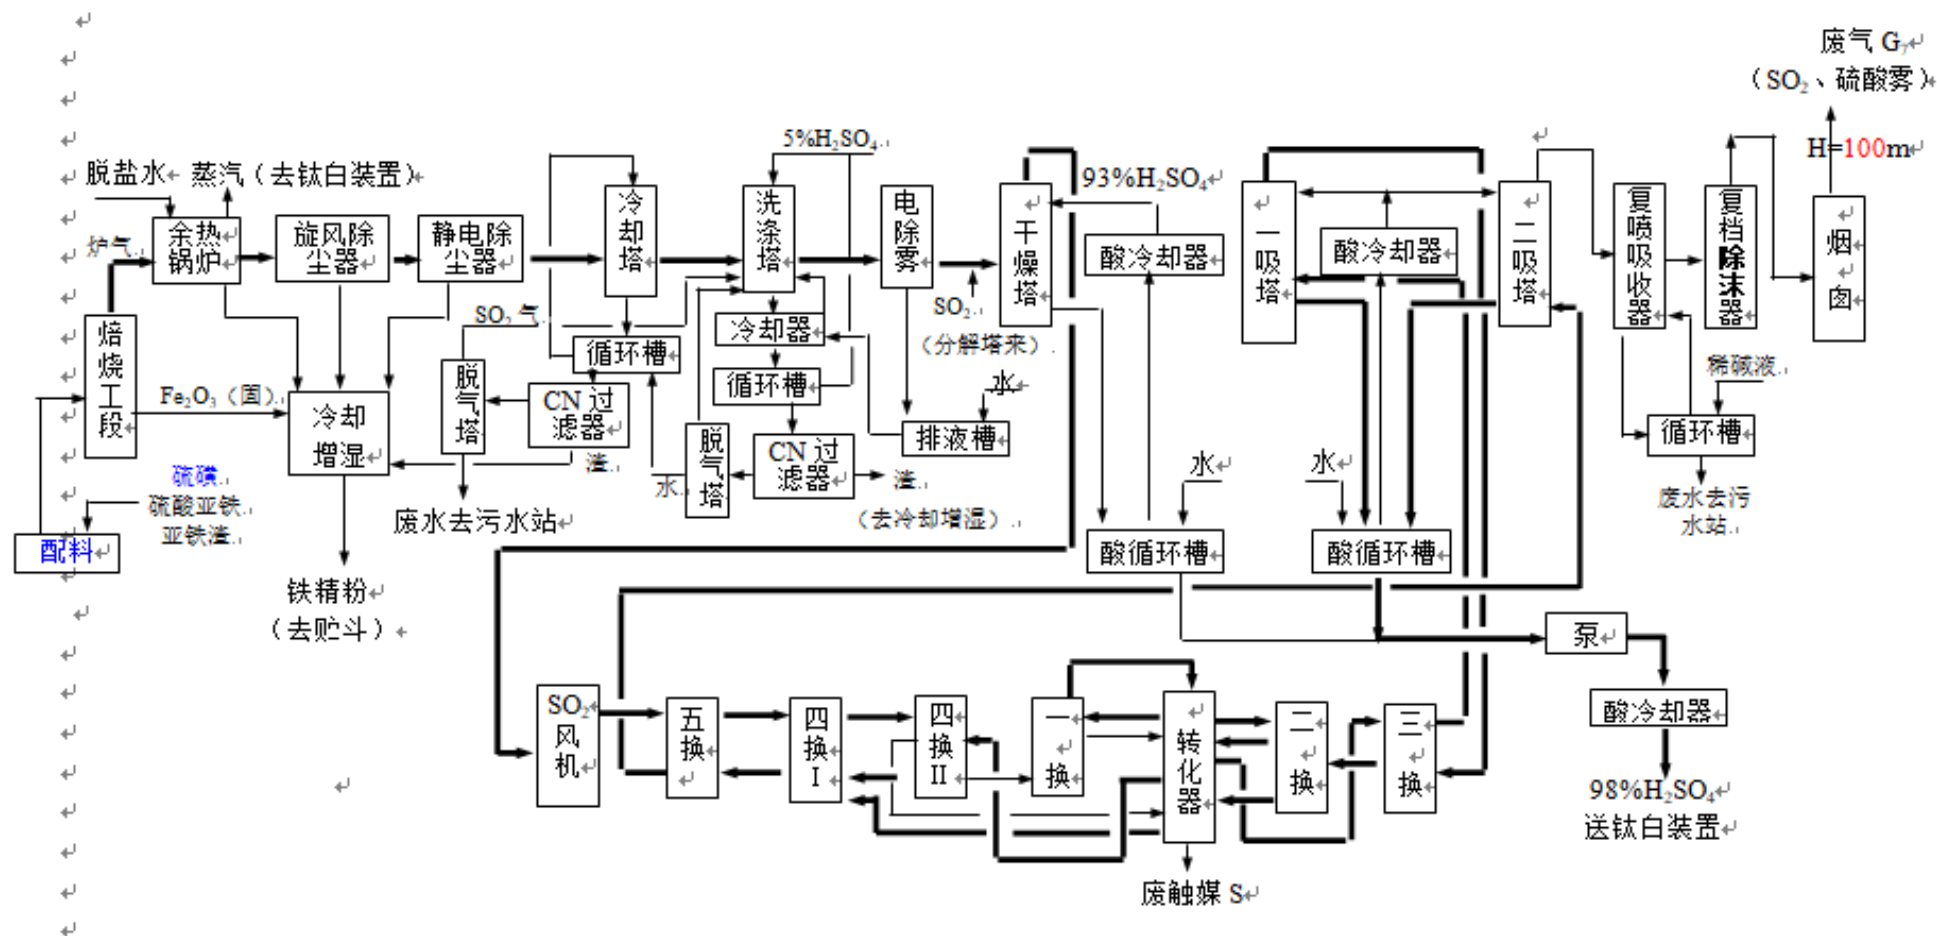 废气 G₇
（SO₂、硫酸雾）
H=100m
5%H₂SO₄
脱盐水
蒸汽（去钛白装置）
93%H₂SO₄
炉气
余热
锅炉
旋风除
尘器
静电除
尘器
冷
却
塔
洗
涤
塔
电
除
雾
干
燥
塔
酸冷却器
一
吸
塔
酸冷却器
二
吸
塔
复
喷
吸
收
器
复
档
除
沫
器
烟
囱
SO₂
（分解塔来）
SO₂气
焙
烧
工
段
冷却器
循环槽
循环槽
脱
气
塔
CN 过
滤器
水
稀碱液
Fe₂O₃（固）
冷却
增湿
排液槽
循环槽
脱
气
塔
CN 过
滤器
渣
水
渣
水
水
硫磺
硫酸亚铁
亚铁渣
废水去污水站
（去冷却增湿）
废水去污
水站
配料
酸循环槽
酸循环槽
铁精粉
（去贮斗）
泵
SO₂
风
机
五
换
四
换
I
四
换
II
一
换
转
化
器
二
换
三
换
酸冷却器
98%H₂SO₄
送钛白装置
废触媒 S